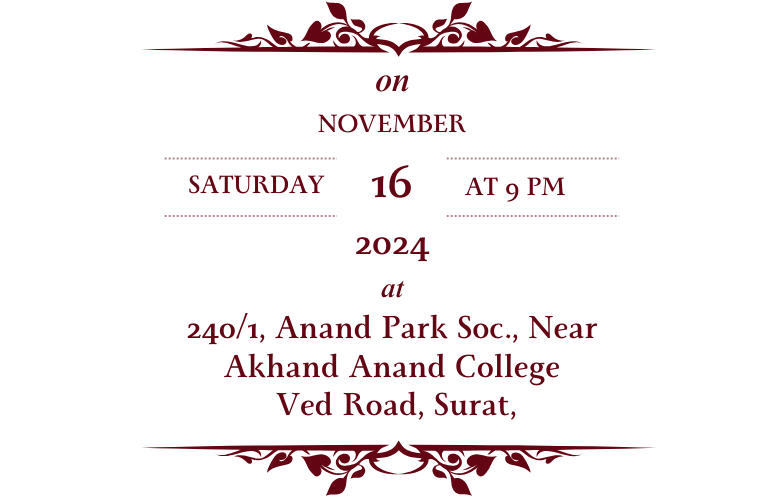 on
NOVEMBER
SATURDAY 16 AT 9 PM
2024
at
240/1, Anand Park Soc., Near
Akhand Anand College
Ved Road, Surat,